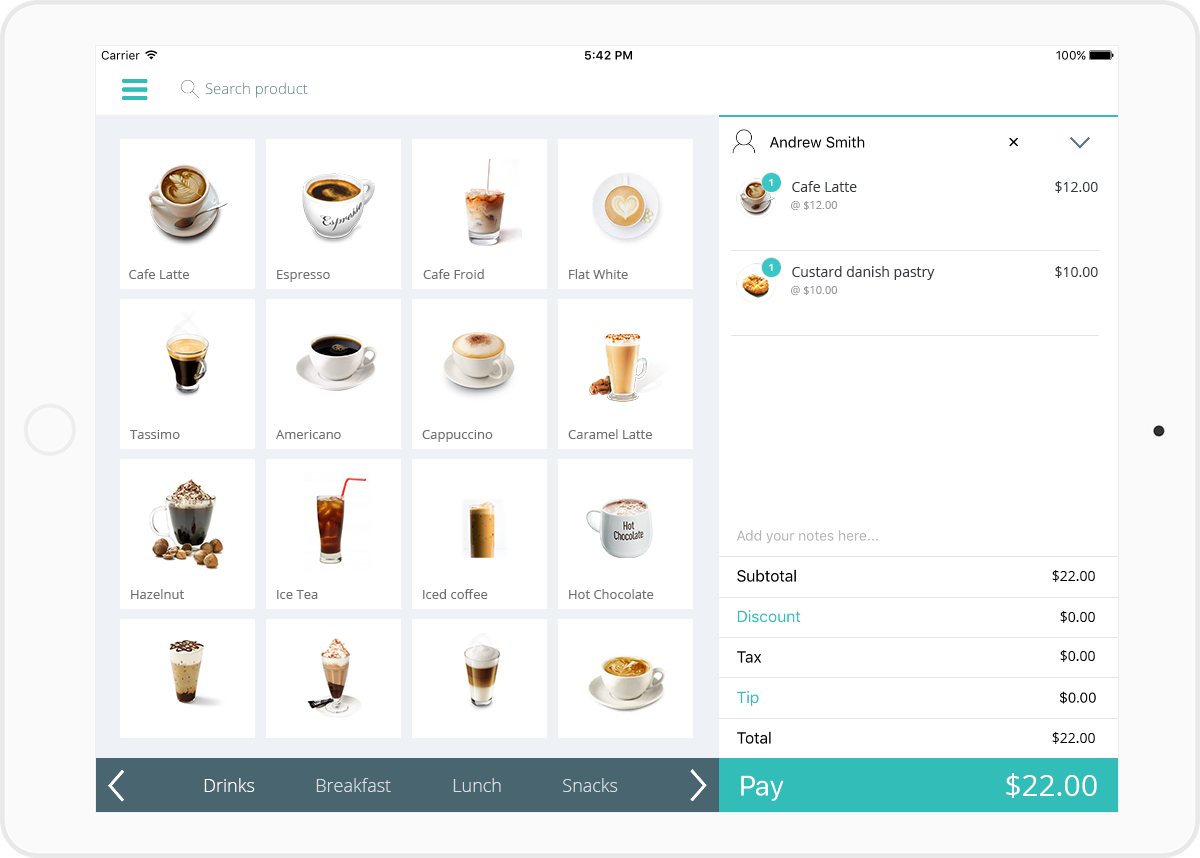 Carrier 5:42 PM 100%
Search product
Andrew Smith ×
1 Cafe Latte $12.00
@ $12.00
1 Custard danish pastry $10.00
@ $10.00
Espresso
Cafe Latte Espresso Cafe Froid Flat White
Tassimo Americano Cappuccino Caramel Latte
Hot
Chocolate
Hazelnut Ice Tea Iced coffee Hot Chocolate
Add your notes here...
Subtotal $22.00
Discount $0.00
Tax $0.00
Tip $0.00
Total $22.00
Drinks Breakfast Lunch Snacks
Pay $22.00